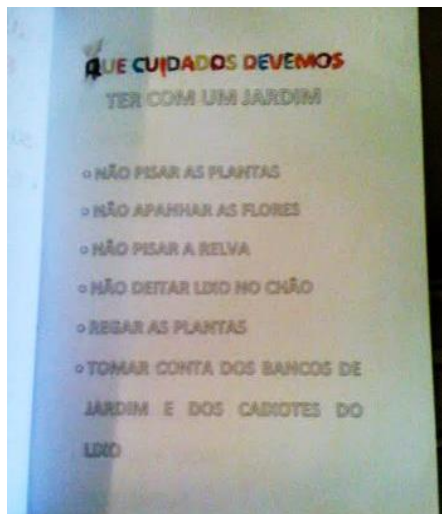 QUE CUIDADOS DEVEMOS
TER COM UM JARDIM
NÃO PISAR AS PLANTAS
NÃO APANHAR AS FLORES
NÃO PISAR A RELVA
NÃO DEITAR LIXO NO CHÃO
REGAR AS PLANTAS
TOMAR CONTA DOS BANCOS DE
JARDIM E DOS CAIXOTES DO
LIXO